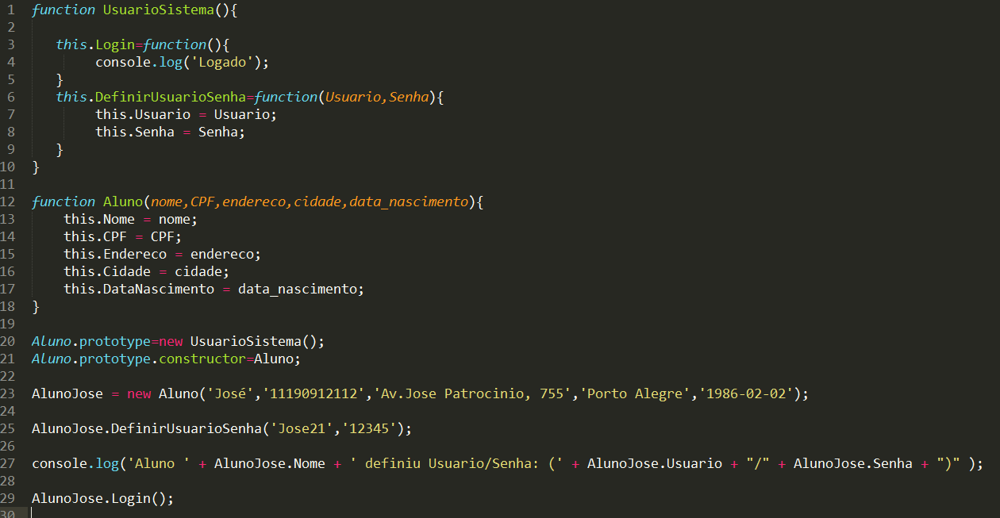 1 function UsuarioSistema(){
2
3 this.Login=function(){
4 console.log('Logado');
5 }
6 this.DefinirUsuarioSenha=function(Usuario,Senha){
7 this.Usuario = Usuario;
8 this.Senha = Senha;
9 }
10 }
11
12 function Aluno(nome,CPF,endereco,cidade,data_nascimento){
13 this.Nome = nome;
14 this.CPF = CPF;
15 this.Endereco = endereco;
16 this.Cidade = cidade;
17 this.DataNascimento = data_nascimento;
18 }
19
20 Aluno.prototype=new UsuarioSistema();
21 Aluno.prototype.constructor=Aluno;
22
23 AlunoJose = new Aluno('José','11190912112','Av.Jose Patrocinio, 755','Porto Alegre','1986-02-02');
24
25 AlunoJose.DefinirUsuarioSenha('Jose21','12345');
26
27 console.log('Aluno ' + AlunoJose.Nome + ' definiu Usuario/Senha: (' + AlunoJose.Usuario + "/" + AlunoJose.Senha + ")" );
28
29 AlunoJose.Login();
30